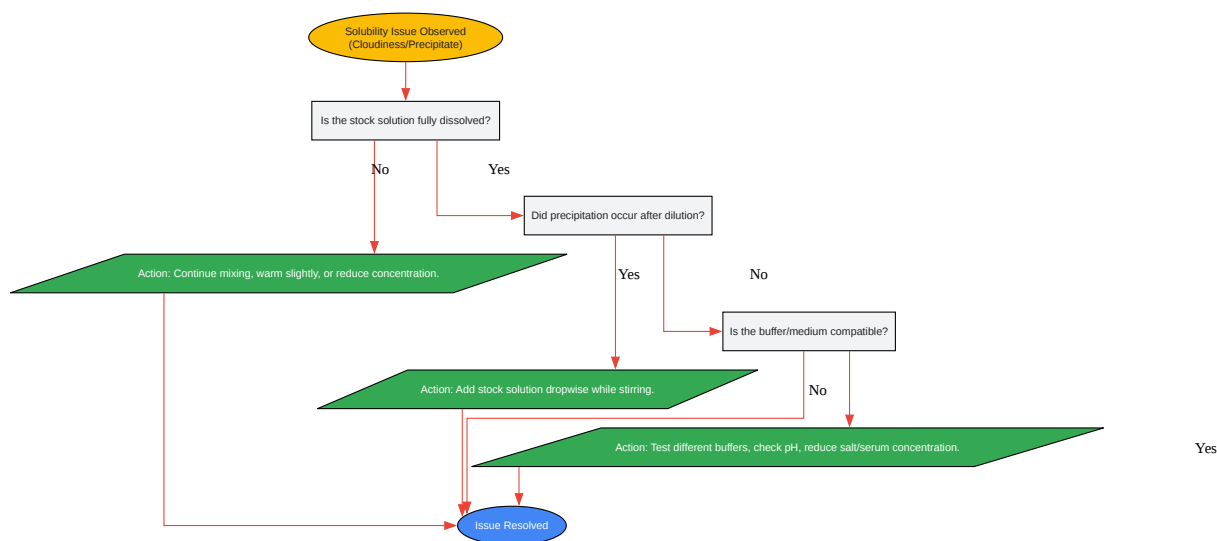 Solubility Issue Observed
(Cloudiness/Precipitate)
Is the stock solution fully dissolved?
No
Yes
Did precipitation occur after dilution?
Action: Continue mixing, warm slightly, or reduce concentration.
Yes
No
Is the buffer/medium compatible?
Action: Add stock solution dropwise while stirring.
No
Action: Test different buffers, check pH, reduce salt/serum concentration.
Yes
Issue Resolved